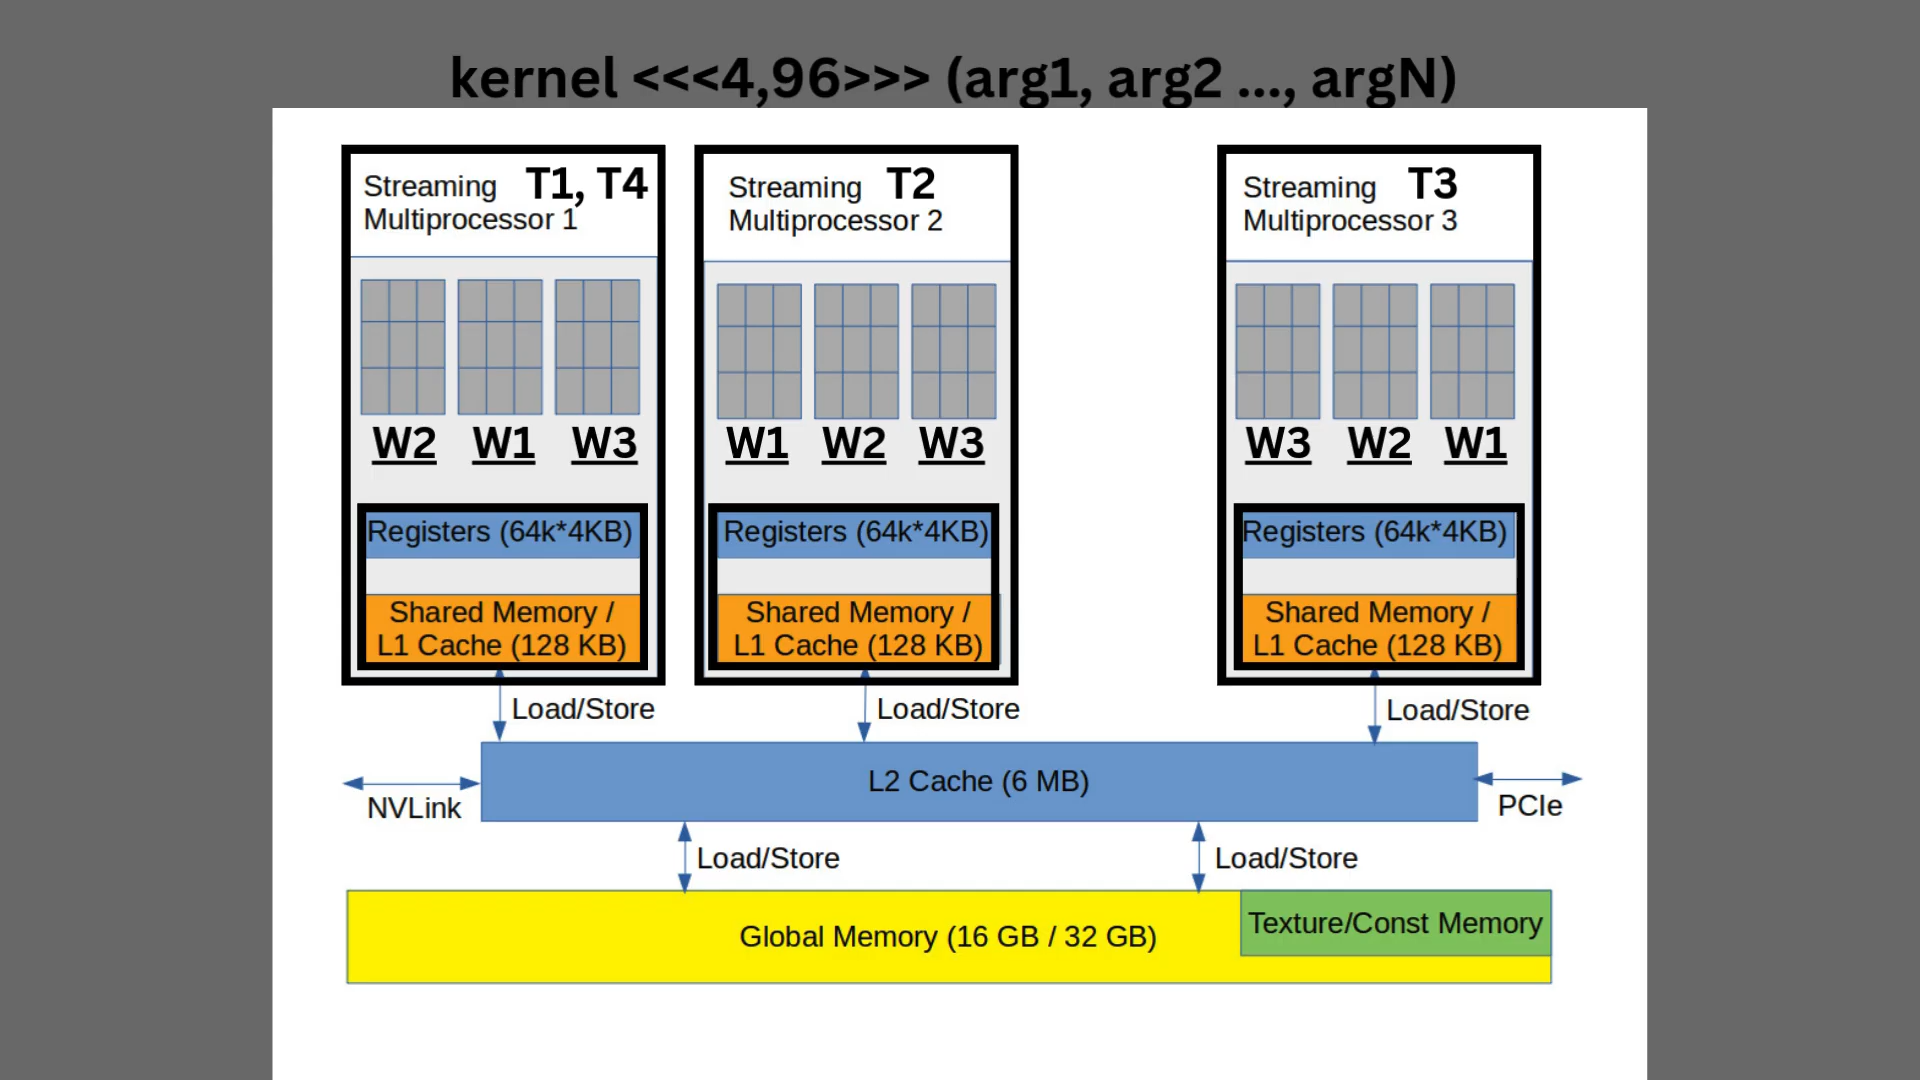 kernel <<<4,96>>> (arg1, arg2 ..., argN)
Streaming T1, T4
Multiprocessor 1
W2 W1 W3
Registers (64k*4KB)
Shared Memory /
L1 Cache (128 KB)
Load/Store
Streaming T2
Multiprocessor 2
W1 W2 W3
Registers (64k*4KB)
Shared Memory /
L1 Cache (128 KB)
Load/Store
Streaming T3
Multiprocessor 3
W3 W2 W1
Registers (64k*4KB)
Shared Memory /
L1 Cache (128 KB)
Load/Store
NVLink
L2 Cache (6 MB)
PCIe
Load/Store
Load/Store
Global Memory (16 GB / 32 GB)
Texture/Const Memory